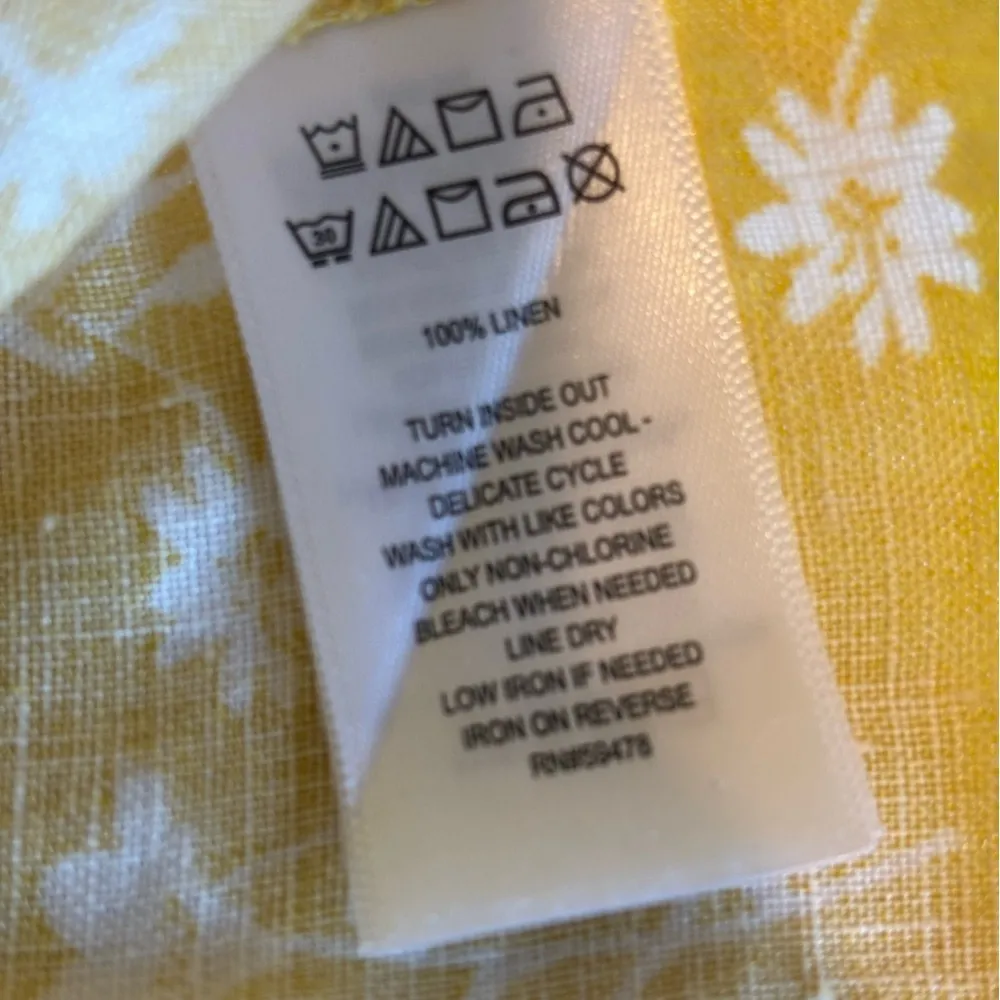 30
100% LINEN
TURN INSIDE OUT
MACHINE WASH COOL -
DELICATE CYCLE
WASH WITH LIKE COLORS
ONLY NON-CHLORINE
BLEACH WHEN NEEDED
LINE DRY
LOW IRON IF NEEDED
IRON ON REVERSE
RN#59478